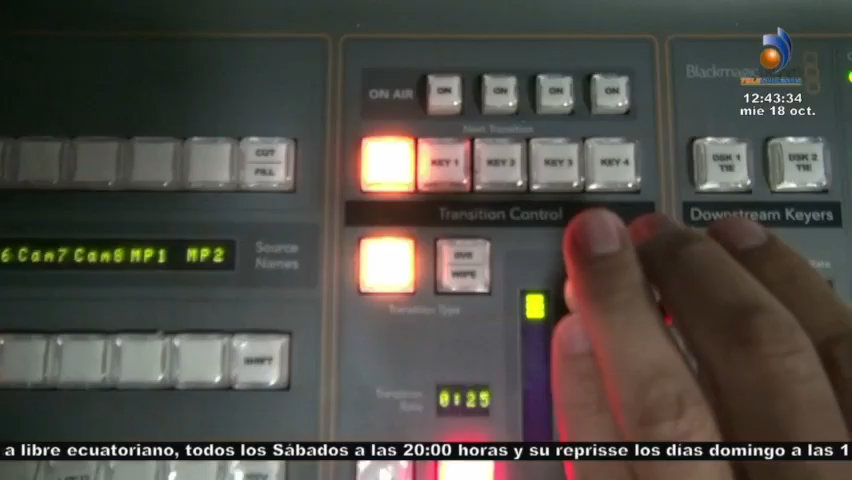 ON AIR
ON
ON
ON
ON
Blackmagic
12:43:34
mie 18 oct.
Next Transition
CUT
FILL
KEY 1
KEY 2
KEY 3
KEY 4
DSK 1
TIE
DSK 2
TIE
Transition Control
Downstream Keyers
6 Cam7 Cam8 MP1 MP2
Source
Names
DVE
WIPE
Transition Type
SHIFT
Transition
Rate
0:25
a libre ecuatoriano, todos los Sábados a las 20:00 horas y su reprisse los días domingo a las 1